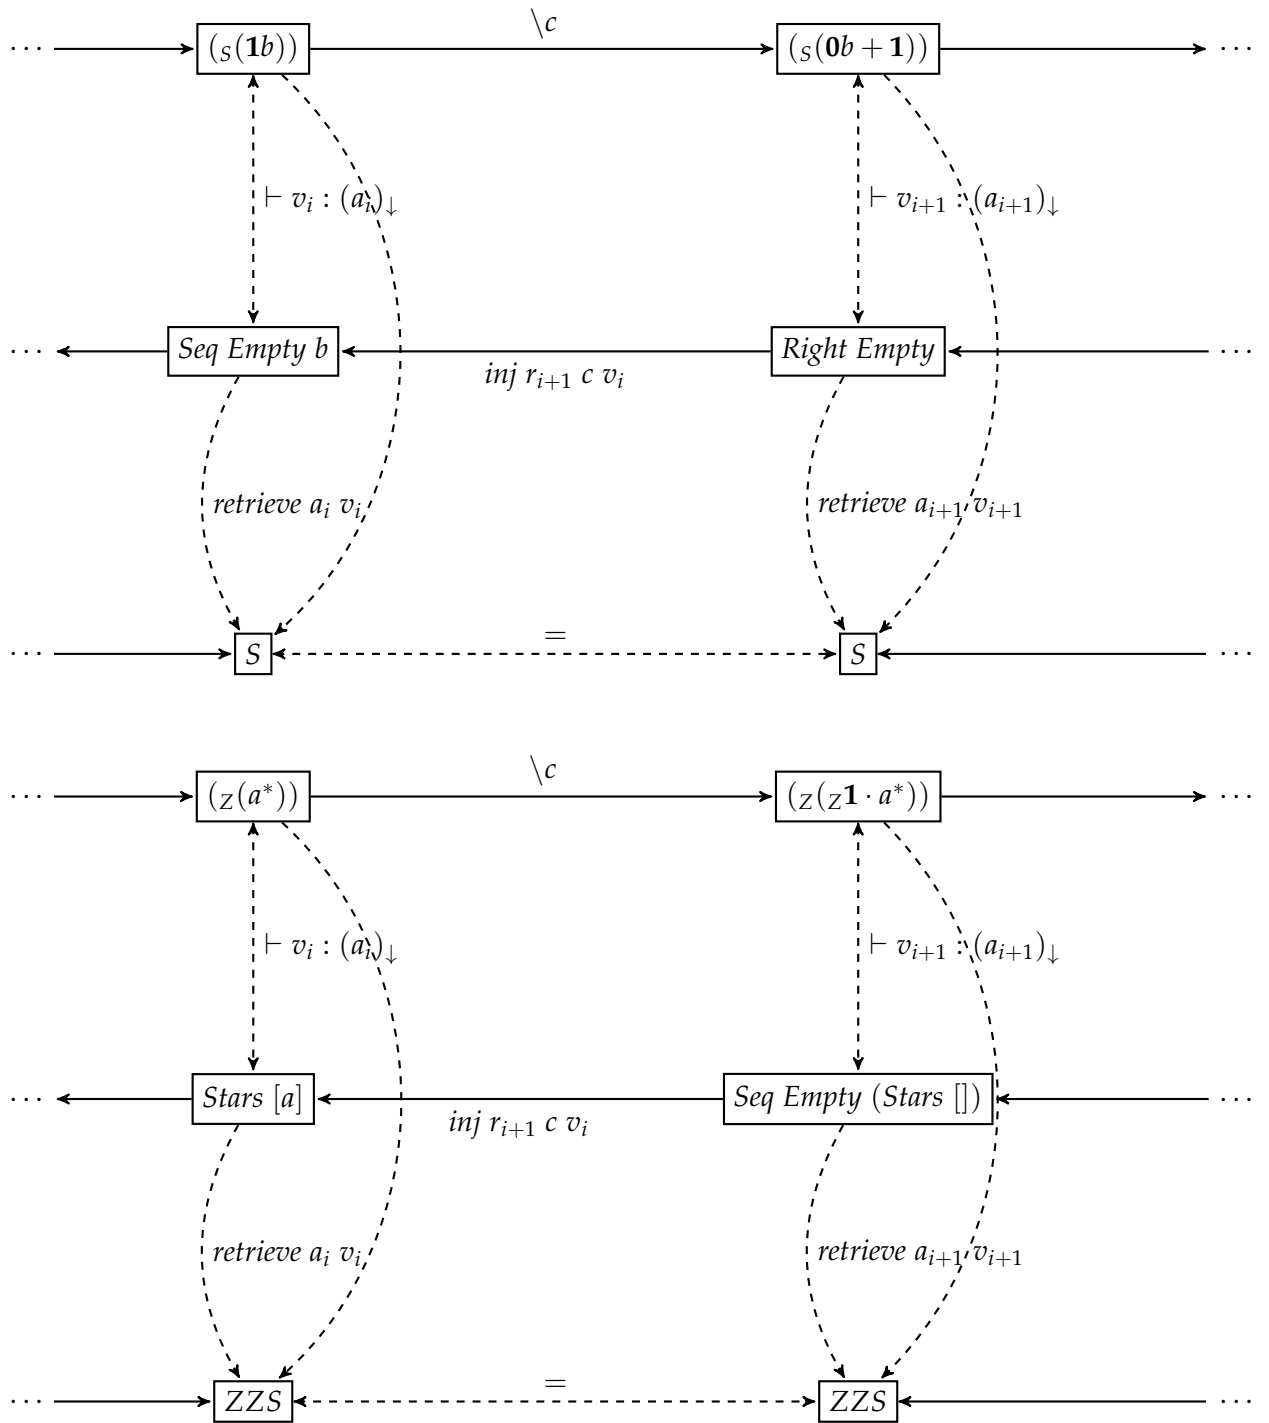 \c
··· (S(1b)) (S(0b + 1)) ···
⊢ v_i : (a_i)↓ ⊢ v_{i+1} : (a_{i+1})↓
··· Seq Empty b Right Empty ···
inj r_{i+1} c v_i
retrieve a_i v_i retrieve a_{i+1} v_{i+1}
=
··· S S ···
\c
··· (Z(a*)) (Z(Z1 · a*)) ···
⊢ v_i : (a_i)↓ ⊢ v_{i+1} : (a_{i+1})↓
··· Stars [a] Seq Empty (Stars []) ···
inj r_{i+1} c v_i
retrieve a_i v_i retrieve a_{i+1} v_{i+1}
=
··· ZZS ZZS ···